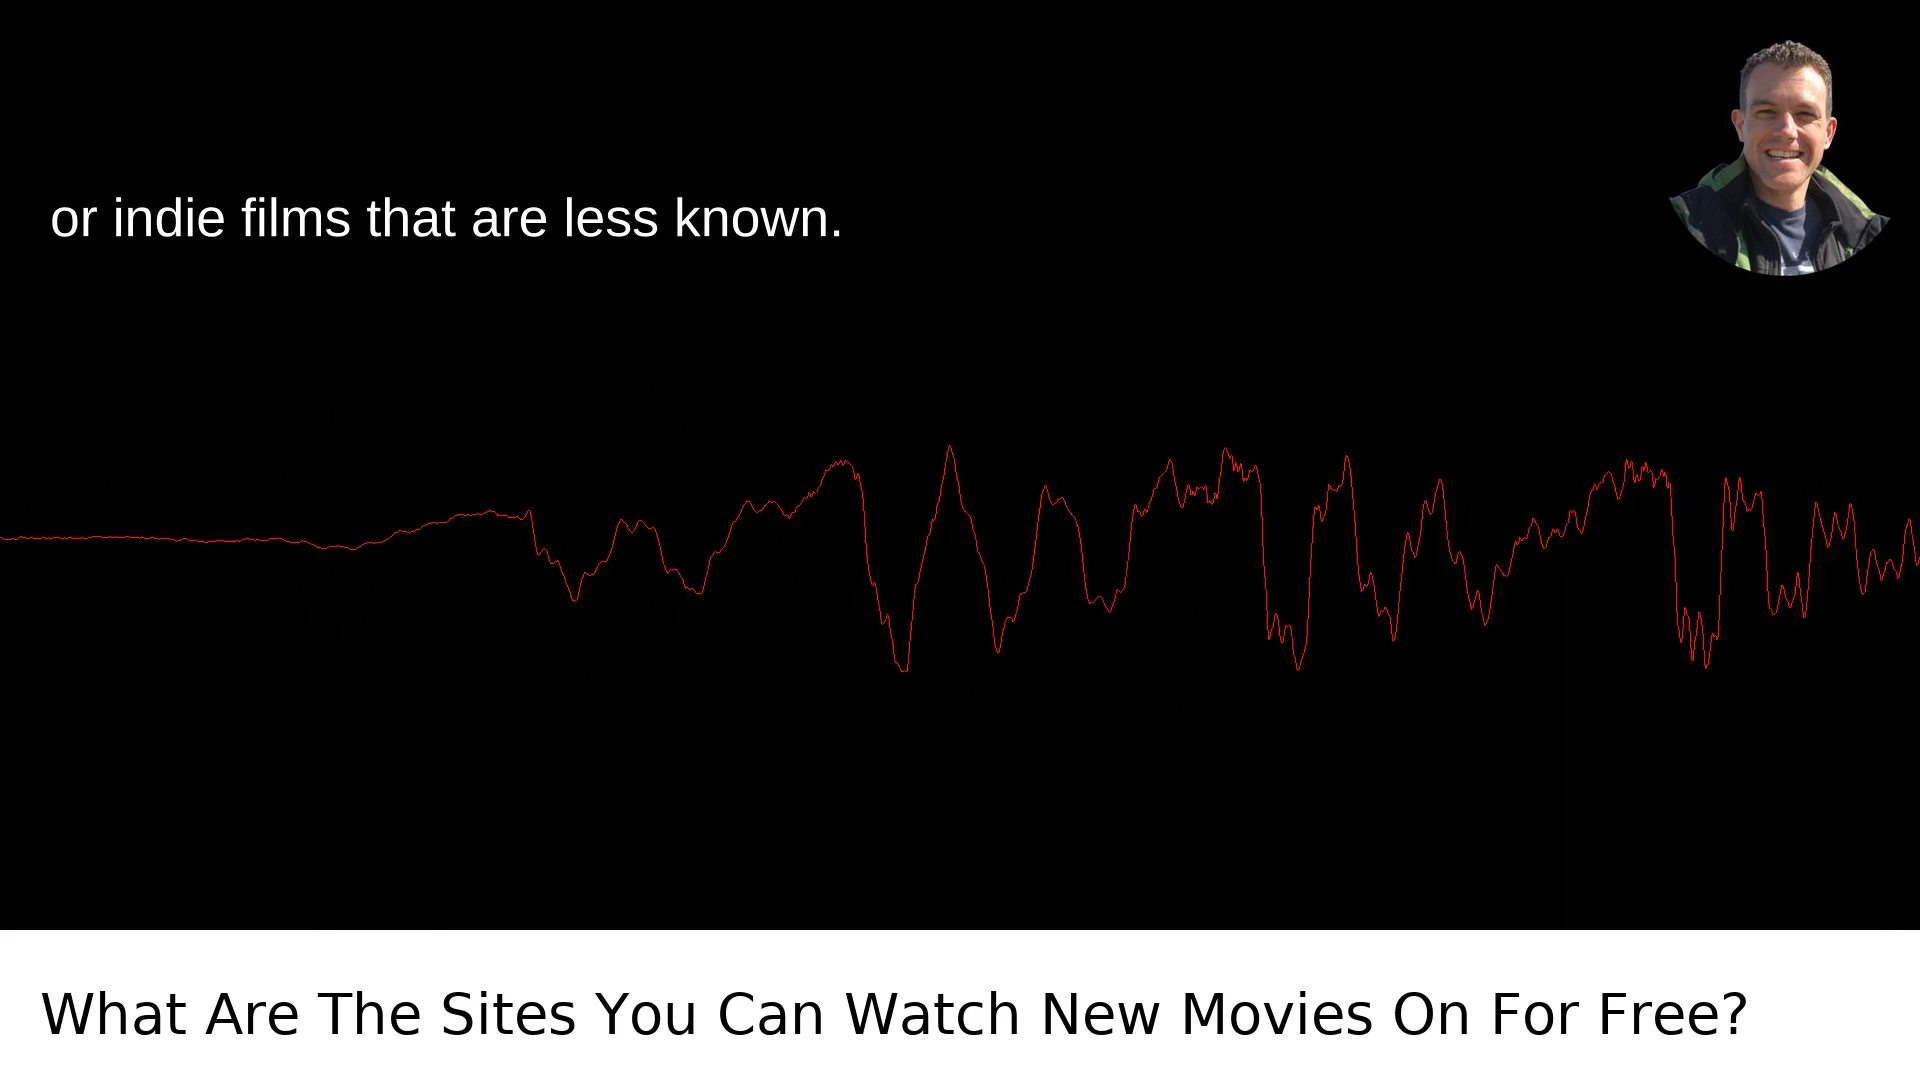 or indie films that are less known.
What Are The Sites You Can Watch New Movies On For Free?